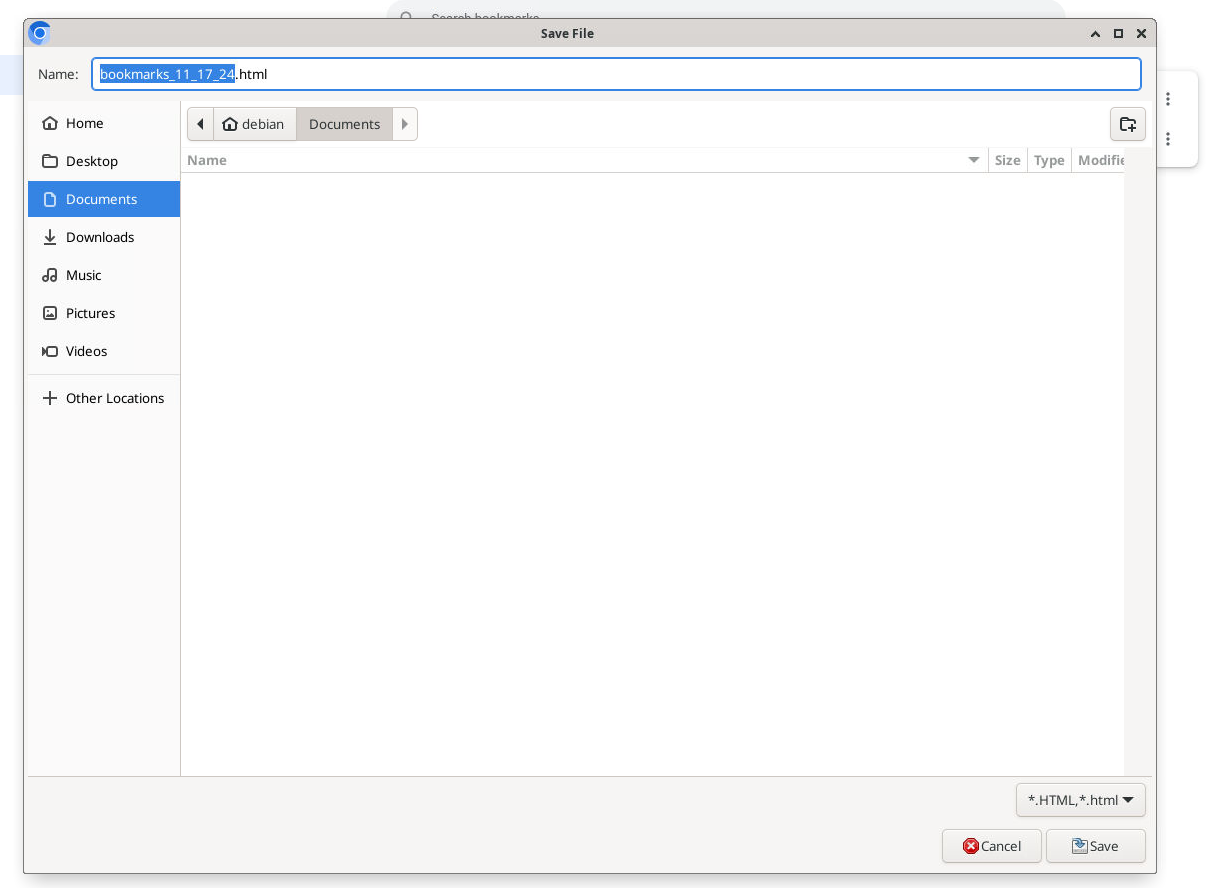 Search bookmarks
Save File
Name: bookmarks_11_17_24.html
Home
Desktop
Documents
Downloads
Music
Pictures
Videos
Other Locations
debian Documents
Name Size Type Modifie
*.HTML,*.html
Cancel Save